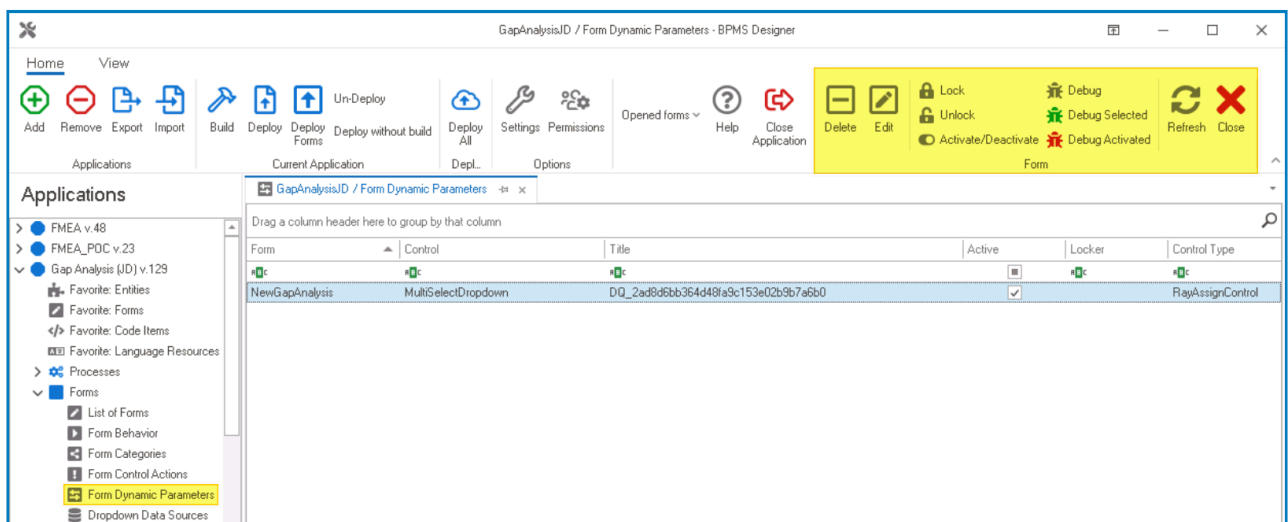 GapAnalysisJD / Form Dynamic Parameters - BPMS Designer
Home View
Add Remove Export Import
Applications
Build Deploy Deploy Forms Un-Deploy Deploy without build
Current Application
Deploy All
Depl...
Settings Permissions
Options
Opened forms
Help Close Application
Delete Edit
Lock
Unlock
Activate/Deactivate
Debug
Debug Selected
Debug Activated
Refresh Close
Form
Applications
FMEA v.48
FMEA_POC v.23
Gap Analysis (JD) v.129
Favorite: Entities
Favorite: Forms
Favorite: Code Items
Favorite: Language Resources
Processes
Forms
List of Forms
Form Behavior
Form Categories
Form Control Actions
Form Dynamic Parameters
Dropdown Data Sources
GapAnalysisJD / Form Dynamic Parameters
Drag a column header here to group by that column
Form Control Title Active Locker Control Type
NewGapAnalysis MultiSelectDropdown DQ_2ad8d6bb364d48fa9c153e02b9b7a6b0 RayAssignControl